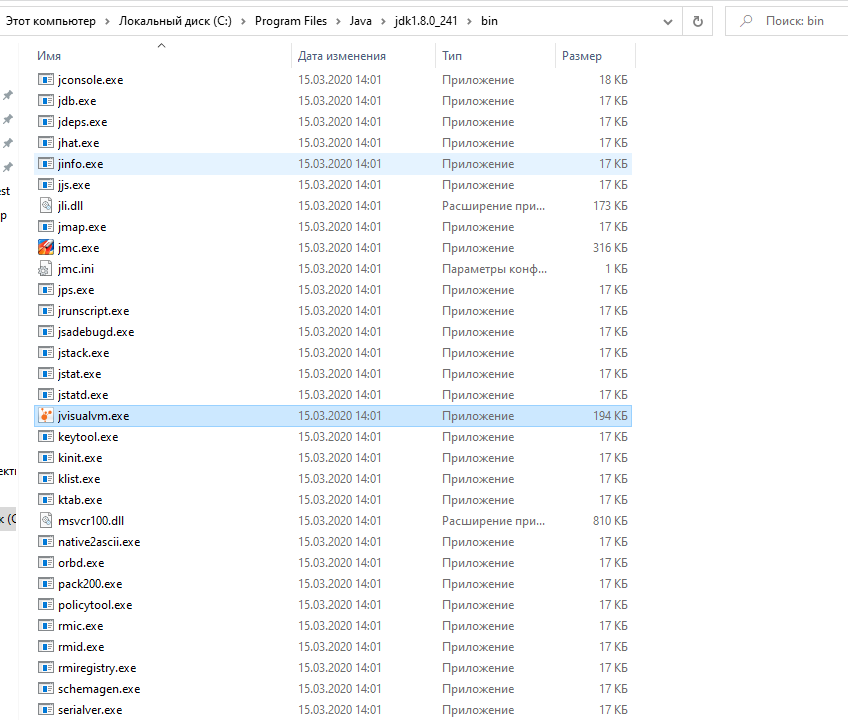 Этот компьютер > Локальный диск (C:) > Program Files > Java > jdk1.8.0_241 > bin Поиск: bin
Имя Дата изменения Тип Размер
jconsole.exe 15.03.2020 14:01 Приложение 18 КБ
jdb.exe 15.03.2020 14:01 Приложение 17 КБ
jdeps.exe 15.03.2020 14:01 Приложение 17 КБ
jhat.exe 15.03.2020 14:01 Приложение 17 КБ
jinfo.exe 15.03.2020 14:01 Приложение 17 КБ
jjs.exe 15.03.2020 14:01 Приложение 17 КБ
est
jli.dll 15.03.2020 14:01 Расширение при... 173 КБ
р
jmap.exe 15.03.2020 14:01 Приложение 17 КБ
jmc.exe 15.03.2020 14:01 Приложение 316 КБ
jmc.ini 15.03.2020 14:01 Параметры конф... 1 КБ
jps.exe 15.03.2020 14:01 Приложение 17 КБ
jrunscript.exe 15.03.2020 14:01 Приложение 17 КБ
jsadebugd.exe 15.03.2020 14:01 Приложение 17 КБ
jstack.exe 15.03.2020 14:01 Приложение 17 КБ
jstat.exe 15.03.2020 14:01 Приложение 17 КБ
jstatd.exe 15.03.2020 14:01 Приложение 17 КБ
jvisualvm.exe 15.03.2020 14:01 Приложение 194 КБ
keytool.exe 15.03.2020 14:01 Приложение 17 КБ
kinit.exe 15.03.2020 14:01 Приложение 17 КБ
ект
klist.exe 15.03.2020 14:01 Приложение 17 КБ
ktab.exe 15.03.2020 14:01 Приложение 17 КБ
к (C
msvcr100.dll 15.03.2020 14:01 Расширение при... 810 КБ
native2ascii.exe 15.03.2020 14:01 Приложение 17 КБ
orbd.exe 15.03.2020 14:01 Приложение 17 КБ
pack200.exe 15.03.2020 14:01 Приложение 17 КБ
policytool.exe 15.03.2020 14:01 Приложение 17 КБ
rmic.exe 15.03.2020 14:01 Приложение 17 КБ
rmid.exe 15.03.2020 14:01 Приложение 17 КБ
rmiregistry.exe 15.03.2020 14:01 Приложение 17 КБ
schemagen.exe 15.03.2020 14:01 Приложение 17 КБ
serialver.exe 15.03.2020 14:01 Приложение 17 КБ